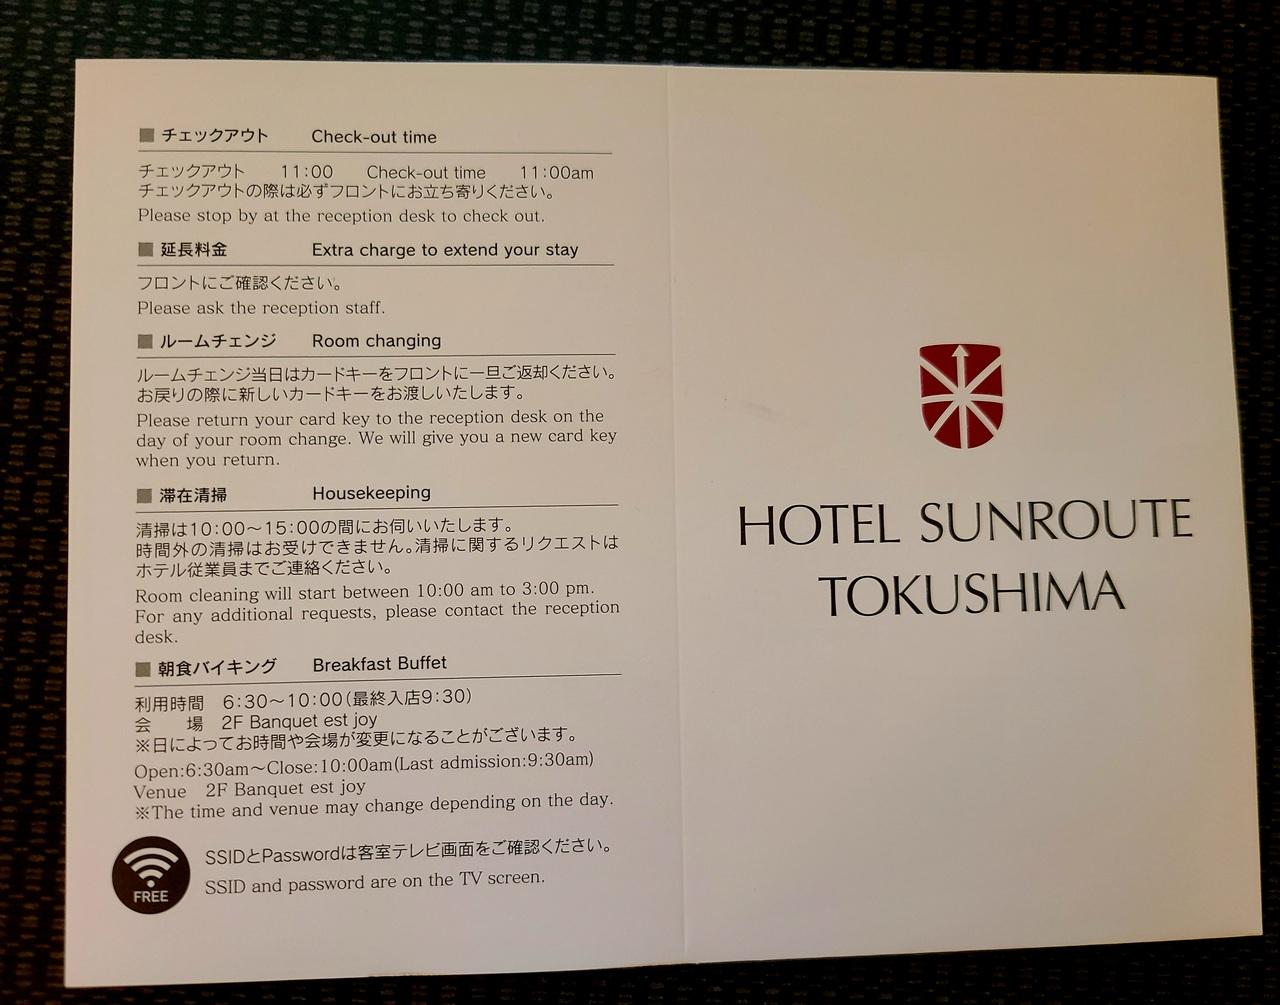 ■ チェックアウト Check-out time
チェックアウト 11:00 Check-out time 11:00am
チェックアウトの際は必ずフロントにお立ち寄りください。
Please stop by at the reception desk to check out.
■ 延長料金 Extra charge to extend your stay
フロントにご確認ください。
Please ask the reception staff.
■ ルームチェンジ Room changing
ルームチェンジ当日はカードキーをフロントに一旦ご返却ください。
お戻りの際に新しいカードキーをお渡しいたします。
Please return your card key to the reception desk on the
day of your room change. We will give you a new card key
when you return.
■ 滞在清掃 Housekeeping
清掃は10:00～15:00の間にお伺いいたします。
時間外の清掃はお受けできません。清掃に関するリクエストは
ホテル従業員までご連絡ください。
Room cleaning will start between 10:00 am to 3:00 pm.
For any additional requests, please contact the reception
desk.
■ 朝食バイキング Breakfast Buffet
利用時間 6:30～10:00(最終入店9:30)
会　場 2F Banquet est joy
※日によってお時間や会場が変更になることがございます。
Open:6:30am～Close:10:00am(Last admission:9:30am)
Venue 2F Banquet est joy
※The time and venue may change depending on the day.
FREE
SSIDとPasswordは客室テレビ画面をご確認ください。
SSID and password are on the TV screen.
HOTEL SUNROUTE
TOKUSHIMA